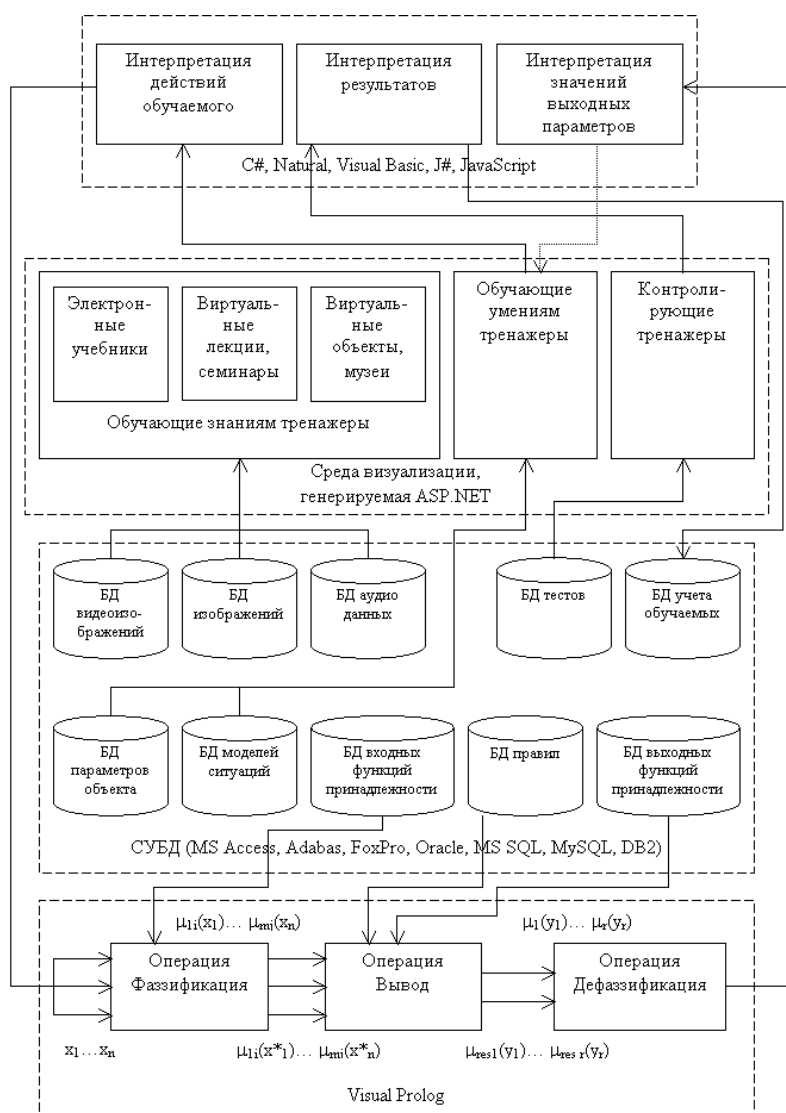 Интерпретация
действий
обучаемого
Интерпретация
результатов
Интерпретация
значений
выходных
параметров
C#, Natural, Visual Basic, J#, JavaScript
Электрон-
ные
учебники
Виртуаль-
ные
лекции,
семинары
Виртуаль-
ные
объекты,
музеи
Обучающие знаниям тренажеры
Обучающие
умениям
тренажеры
Контроли-
рующие
тренажеры
Среда визуализации,
генерируемая ASP.NET
БД
видеоизо-
бражений
БД
изображений
БД аудио
данных
БД тестов
БД учета
обучаемых
БД
параметров
объекта
БД моделей
ситуаций
БД входных
функций
принадлежности
БД правил
БД выходных
функций
принадлежности
СУБД (MS Access, Adabas, FoxPro, Oracle, MS SQL, MySQL, DB2)
μ1i(x1)… μmj(xn)
μ1(y1)… μr(yr)
Операция
Фаззификация
Операция
Вывод
Операция
Дефаззификация
x1…xn
μ1i(x*1)… μmj(x*n)
μres1(y1)… μres r(yr)
Visual Prolog